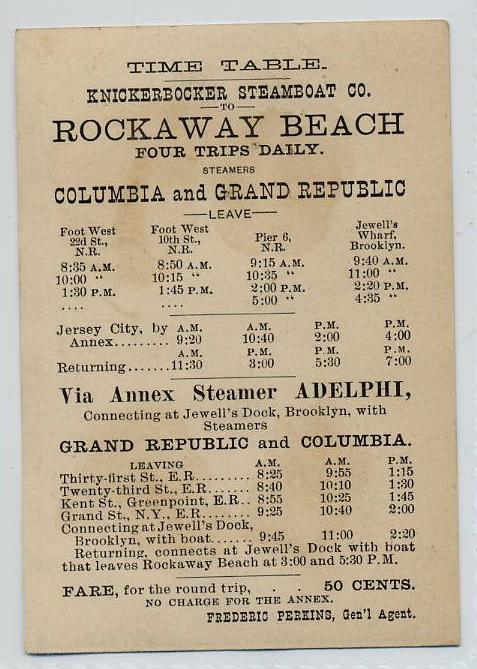 TIME TABLE.
KNICKERBOCKER STEAMBOAT CO.
TO
ROCKAWAY BEACH
FOUR TRIPS DAILY.
STEAMERS
COLUMBIA and GRAND REPUBLIC
LEAVE
Foot West 22d St., N.R. Foot West 10th St., N.R. Pier 6, N.R. Jewell's Wharf, Brooklyn.
8:35 A.M. 8:50 A.M. 9:15 A.M. 9:40 A.M.
10:00 " 10:15 " 10:35 " 11:00 "
1:30 P.M. 1:45 P.M. 2:00 P.M. 2:20 P.M.
.... .... 5:00 " 4:35 "
Jersey City, by A.M. A.M. P.M. P.M.
Annex......... 9:20 10:40 2:00 4:00
A.M. P.M. P.M. P.M.
Returning.......11:30 3:00 5:30 7:00
Via Annex Steamer ADELPHI,
Connecting at Jewell's Dock, Brooklyn, with
Steamers
GRAND REPUBLIC and COLUMBIA.
LEAVING A.M. A.M. P.M.
Thirty-first St., E.R......... 8:25 9:55 1:15
Twenty-third St., E.R....... 8:40 10:10 1:30
Kent St., Greenpoint, E.R.. 8:55 10:25 1:45
Grand St., N.Y., E.R........ 9:25 10:40 2:00
Connecting at Jewell's Dock,
Brooklyn, with boat....... 9:45 11:00 2:20
Returning, connects at Jewell's Dock with boat
that leaves Rockaway Beach at 3:00 and 5:30 P.M.
FARE, for the round trip, . . 50 CENTS.
NO CHARGE FOR THE ANNEX.
FREDERIC PERKINS, Gen'l Agent.